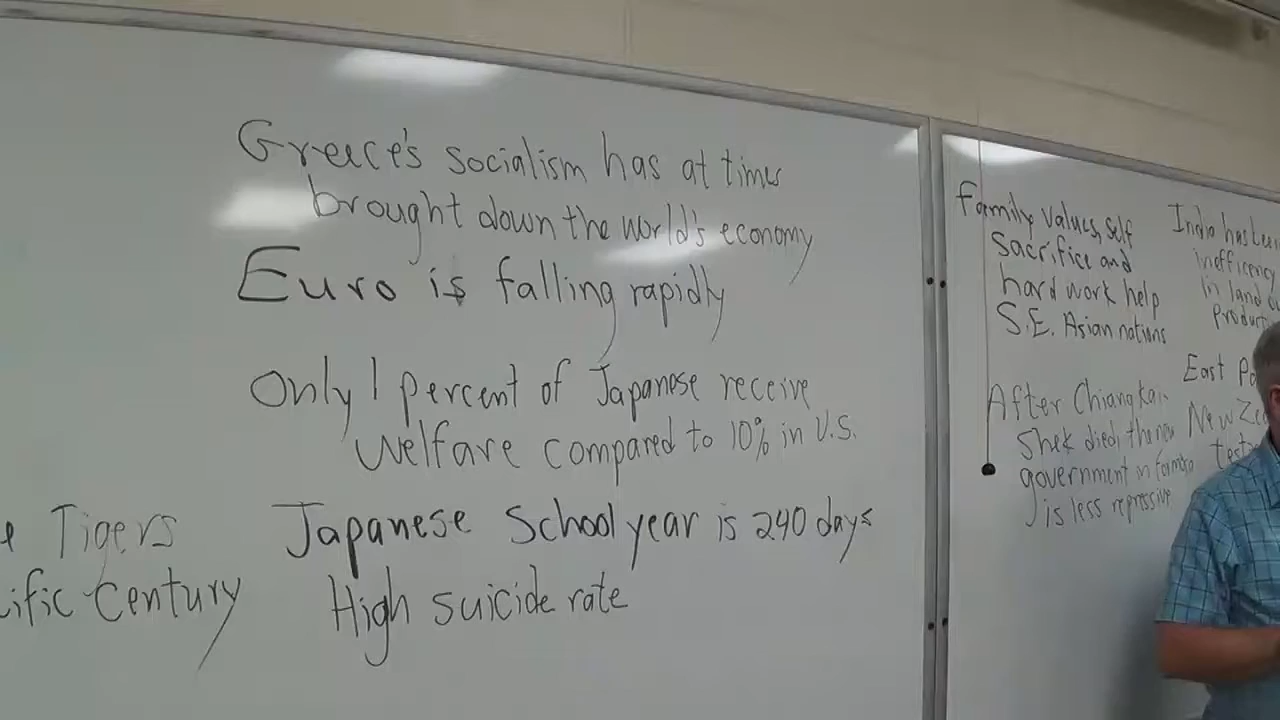 Greece's socialism has at times
brought down the world's economy
Euro is falling rapidly
Only 1 percent of Japanese receive
welfare compared to 10% in U.S.
Japanese School year is 240 days
High suicide rate
Tigers
Century
Family values, self
sacrifice and
hard work help
S.E. Asian nations
After Chiang Kai-
Shek died, the new
government in Formosa
is less repressive
India has
inefficency
in land
East
New